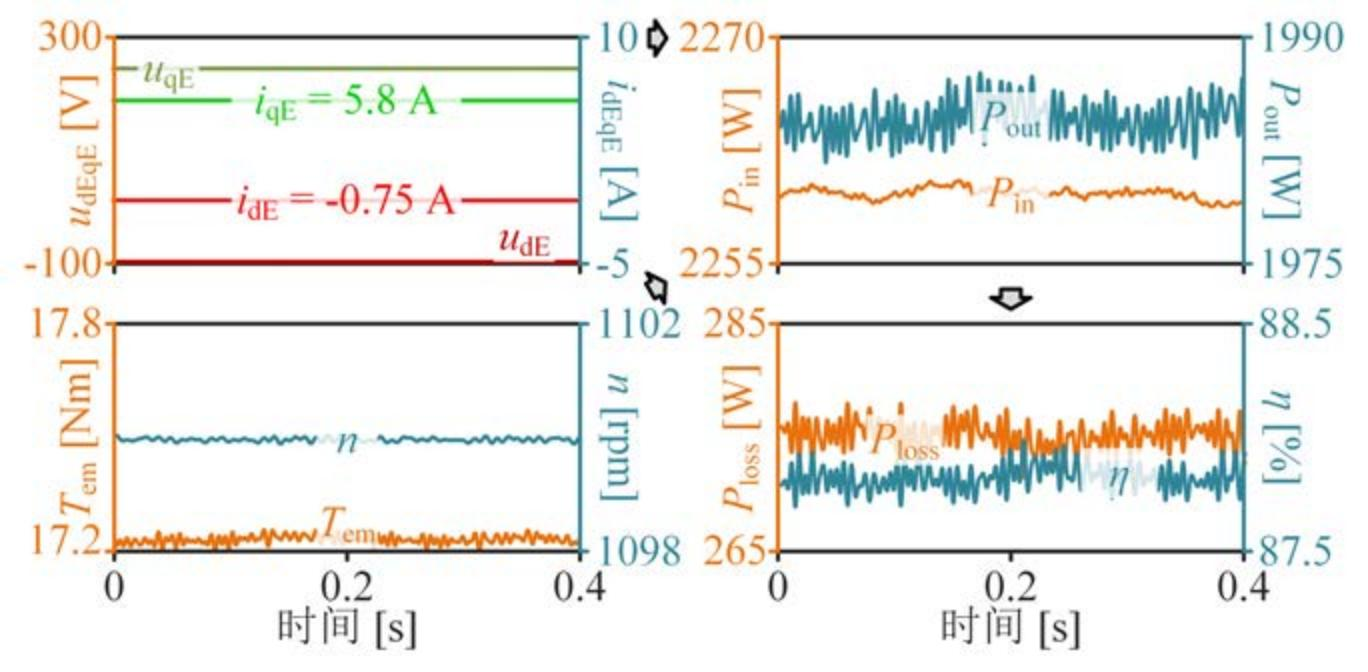 300
u_dEqE [V]
-100
u_qE
i_qE = 5.8 A
i_dE = -0.75 A
u_dE
10
i_dEqE [A]
-5
2270
P_in [W]
2255
P_out
P_in
1990
P_out [W]
1975
17.8
T_em [Nm]
17.2
n
T_em
1102
n [rpm]
1098
0
0.2
0.4
时间 [s]
285
P_loss [W]
265
P_loss
η
88.5
η [%]
87.5
0
0.2
0.4
时间 [s]